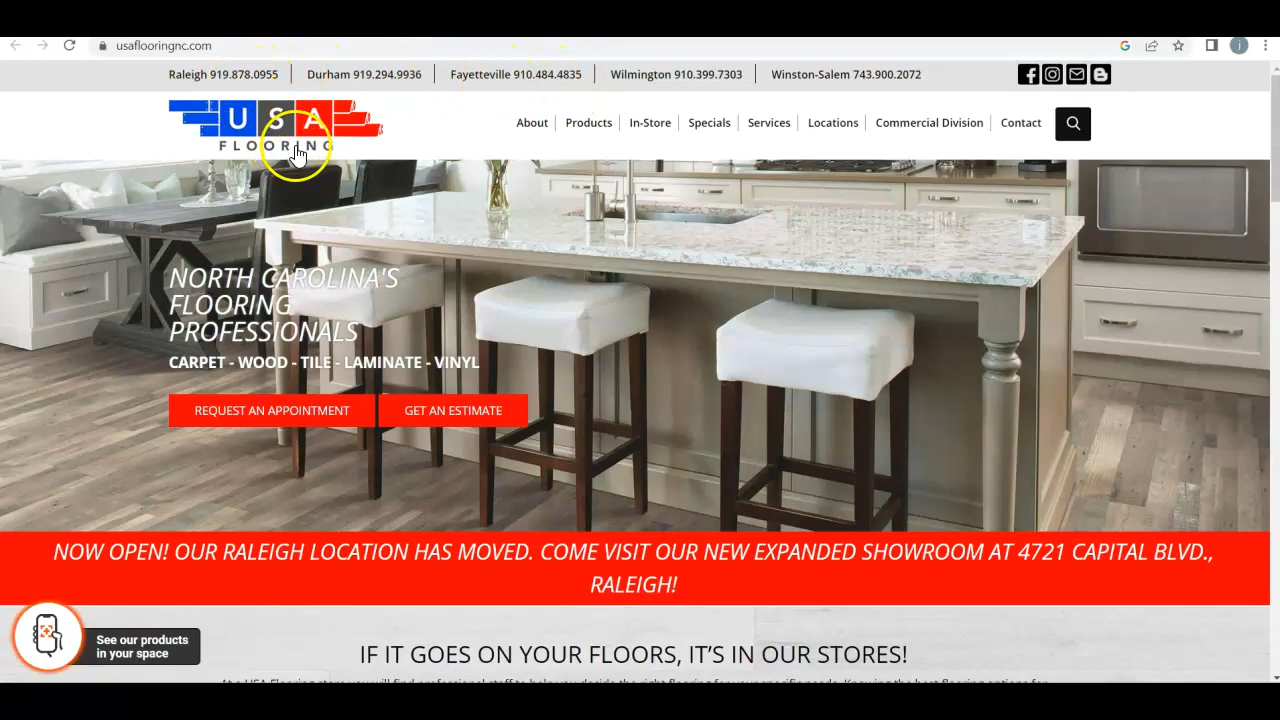 usaflooringnc.com
Raleigh 919.878.0955 Durham 919.294.9936 Fayetteville 910.484.4835 Wilmington 910.399.7303 Winston-Salem 743.900.2072
USA
FLOORING
About Products In-Store Specials Services Locations Commercial Division Contact
NORTH CAROLINA'S
FLOORING
PROFESSIONALS
CARPET - WOOD - TILE - LAMINATE - VINYL
REQUEST AN APPOINTMENT GET AN ESTIMATE
NOW OPEN! OUR RALEIGH LOCATION HAS MOVED. COME VISIT OUR NEW EXPANDED SHOWROOM AT 4721 CAPITAL BLVD.,
RALEIGH!
See our products
in your space
IF IT GOES ON YOUR FLOORS, IT'S IN OUR STORES!